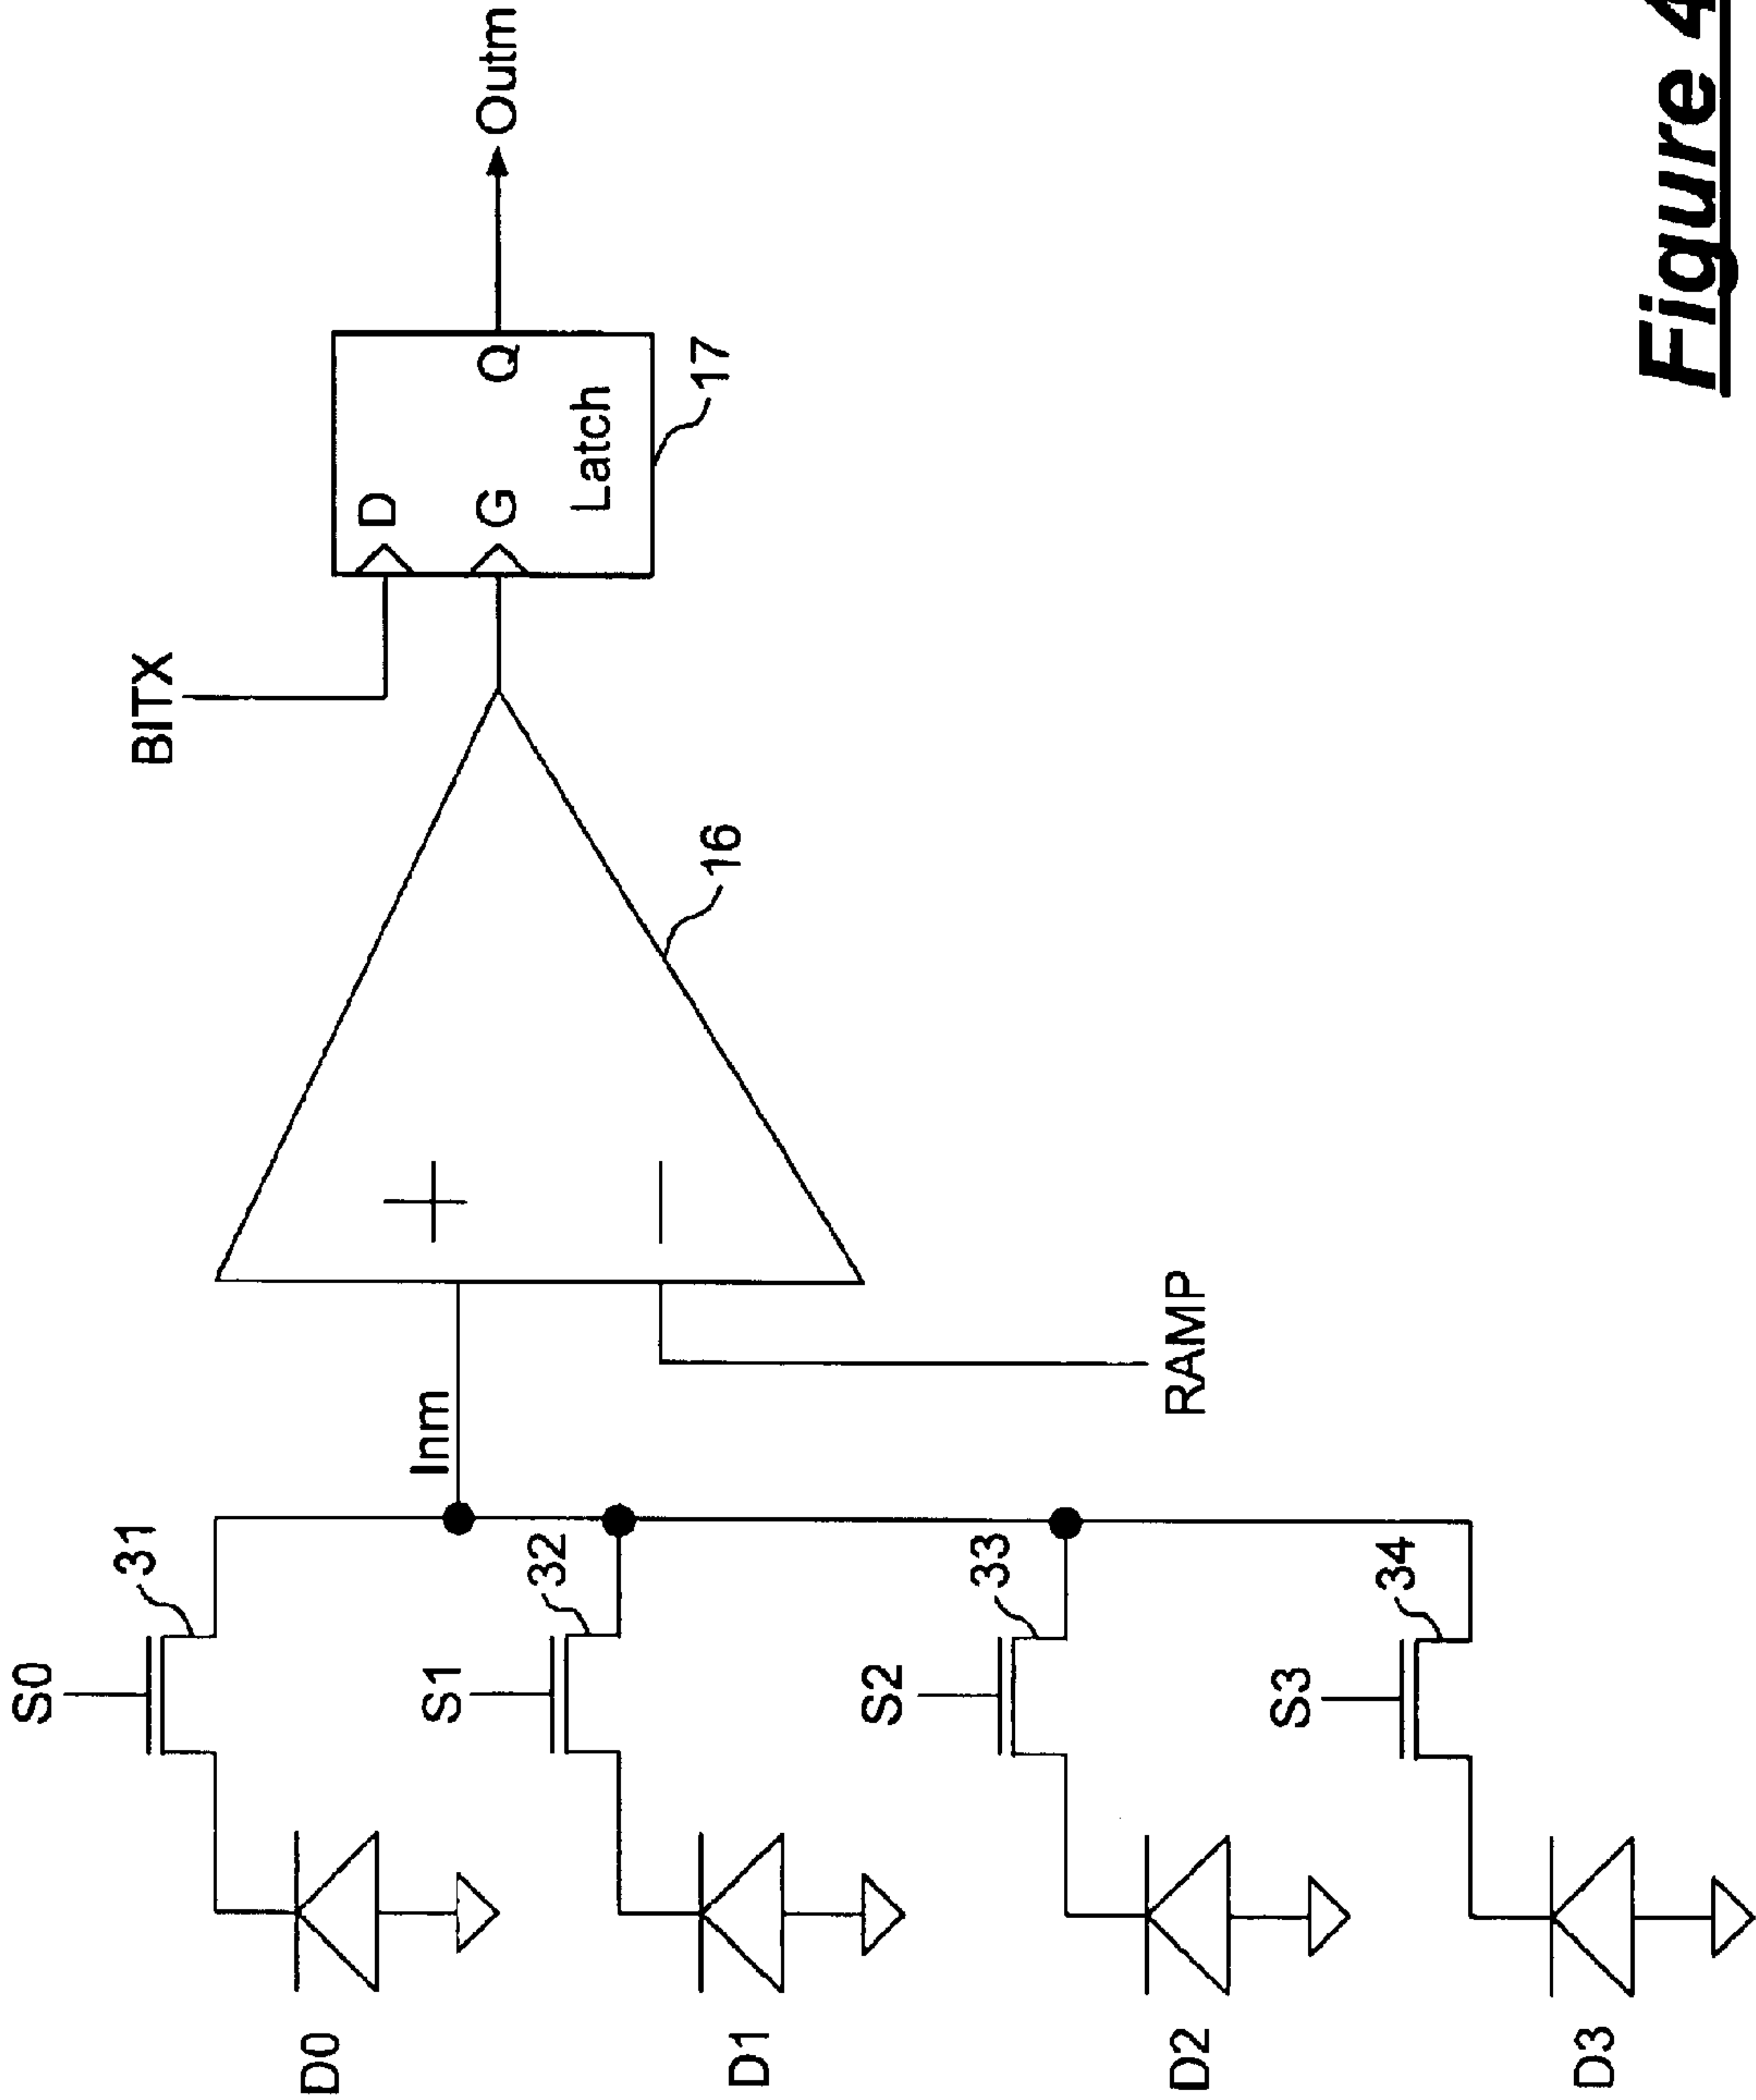 S0
31
S1
32
S2
33
S3
34
D0
D1
D2
D3
Inm
RAMP
+
—
16
BITX
D
G
Q
Latch
17
Outm
Figure 4